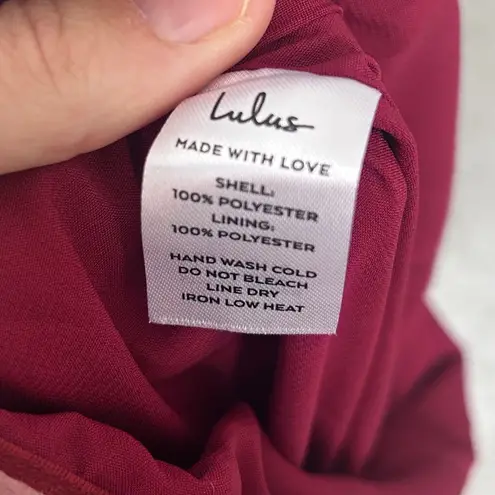 Lulus
MADE WITH LOVE
SHELL:
100% POLYESTER
LINING:
100% POLYESTER
HAND WASH COLD
DO NOT BLEACH
LINE DRY
IRON LOW HEAT